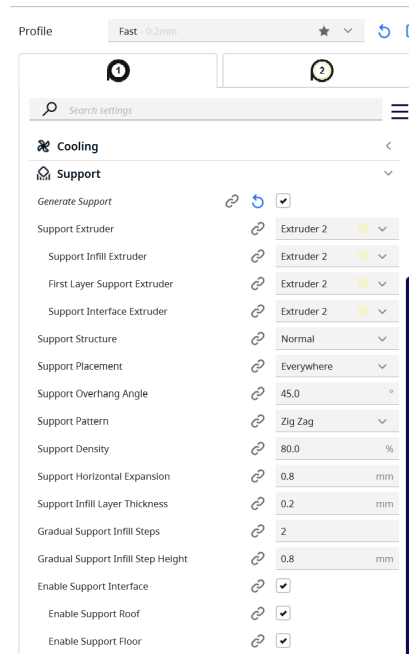 Profile Fast - 0.2mm
1 2
Search settings
Cooling
Support
Generate Support
Support Extruder Extruder 2
Support Infill Extruder Extruder 2
First Layer Support Extruder Extruder 2
Support Interface Extruder Extruder 2
Support Structure Normal
Support Placement Everywhere
Support Overhang Angle 45.0 °
Support Pattern Zig Zag
Support Density 80.0 %
Support Horizontal Expansion 0.8 mm
Support Infill Layer Thickness 0.2 mm
Gradual Support Infill Steps 2
Gradual Support Infill Step Height 0.8 mm
Enable Support Interface
Enable Support Roof
Enable Support Floor